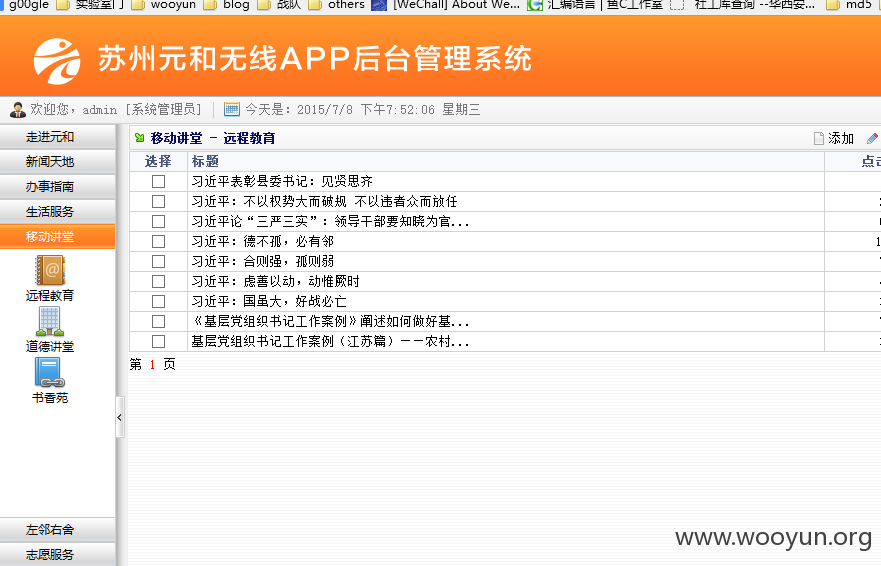 g00gle 实验室门 wooyun blog 战队 others [WeChall] About We... 汇编语言 | 鱼C工作室 社工库查询 --华西安... md5
苏州元和无线APP后台管理系统
欢迎您，admin [系统管理员] 今天是：2015/7/8 下午7:52:06 星期三
走进元和
新闻天地
办事指南
生活服务
移动讲堂
远程教育
道德讲堂
书香苑
左邻右舍
志愿服务
移动讲堂 - 远程教育 添加
选择 标题
习近平表彰县委书记：见贤思齐
习近平：不以权势大而破规 不以违者众而放任
习近平论“三严三实”：领导干部要知晓为官...
习近平：德不孤，必有邻
习近平：合则强，孤则弱
习近平：虑善以动，动惟厥时
习近平：国虽大，好战必亡
《基层党组织书记工作案例》阐述如何做好基...
基层党组织书记工作案例（江苏篇）——农村...
第 1 页
www.wooyun.org